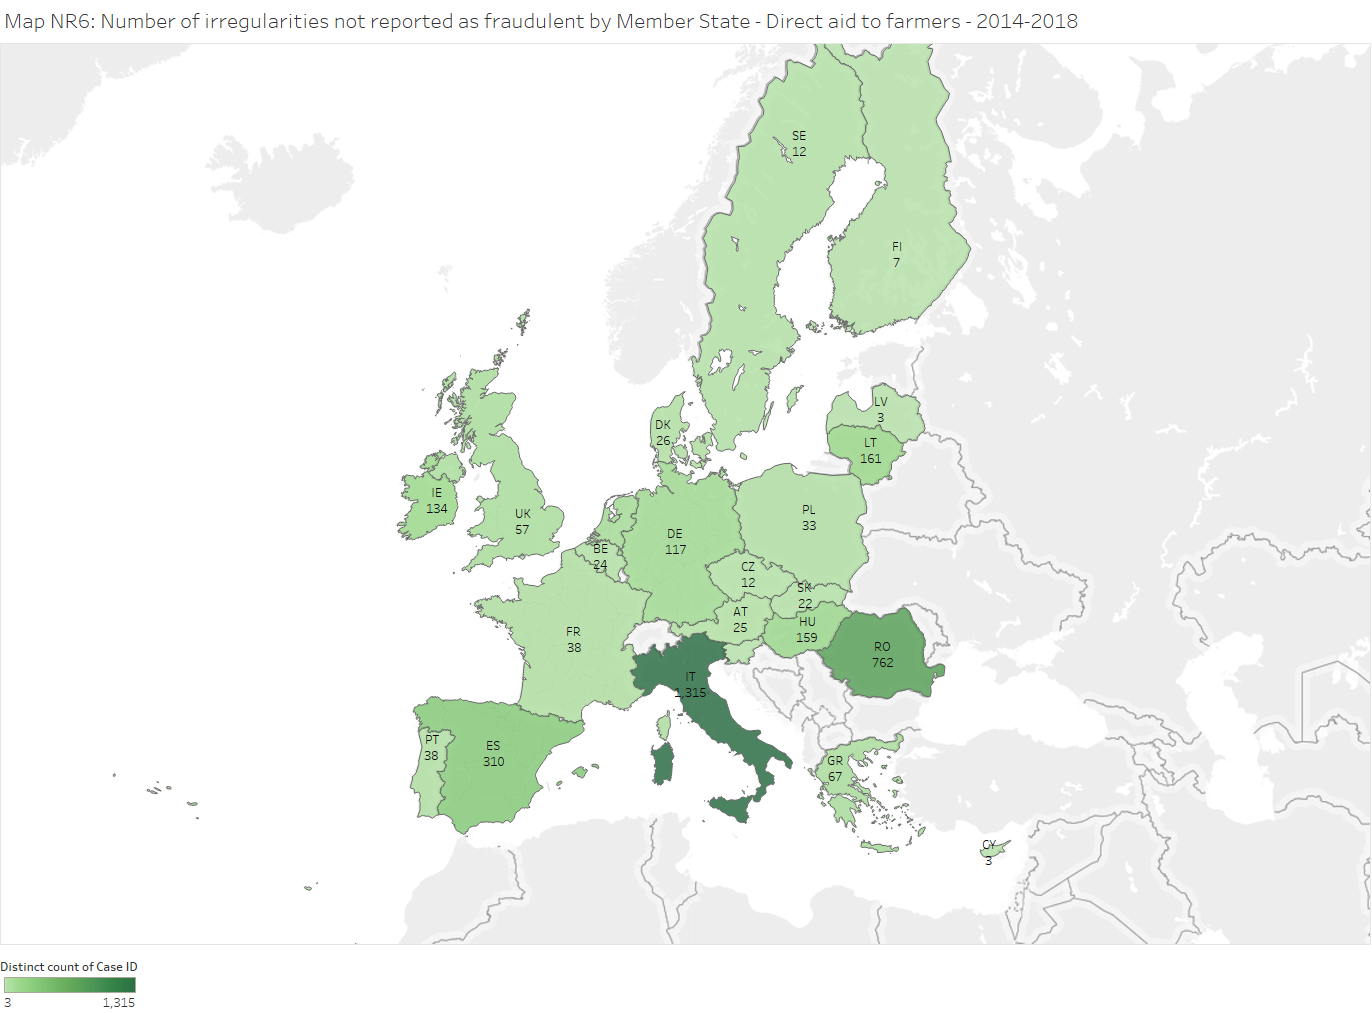 Map NR6: Number of irregularities not reported as fraudulent by Member State - Direct aid to farmers - 2014-2018
SE
12
FI
7
LV
3
DK
26
LT
161
IE
134
UK
57
PL
33
DE
117
BE
24
CZ
12
SK
22
AT
25
HU
159
FR
38
RO
762
IT
1,315
PT
38
ES
310
GR
67
CY
3
Distinct count of Case ID
3
1,315